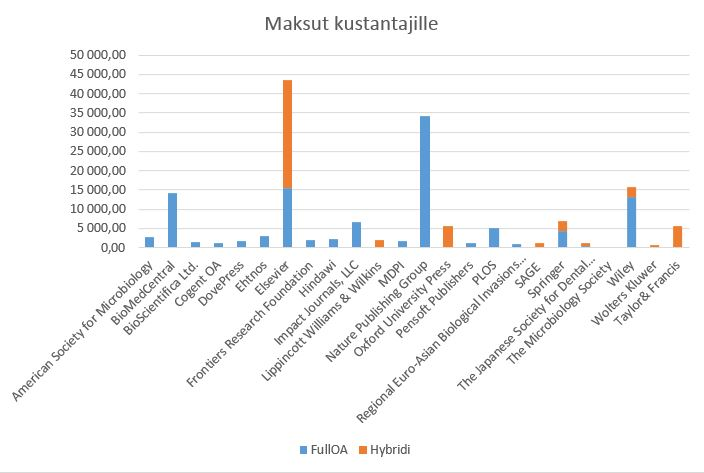 Maksut kustantajille
50 000,00
45 000,00
40 000,00
35 000,00
30 000,00
25 000,00
20 000,00
15 000,00
10 000,00
5 000,00
0,00
American Society for Microbiology
BioMedCentral
BioScientifica Ltd.
Cogent OA
DovePress
Ehtnos
Elsevier
Frontiers Research Foundation
Hindawi
Impact Journals, LLC
Lippincott Williams & Wilkins
MDPI
Nature Publishing Group
Oxford University Press
Pensoft Publishers
PLOS
Regional Euro-Asian Biological Invasions...
SAGE
Springer
The Japanese Society for Dental...
The Microbiology Society
Wiley
Wolters Kluwer
Taylor& Francis
FullOA
Hybridi